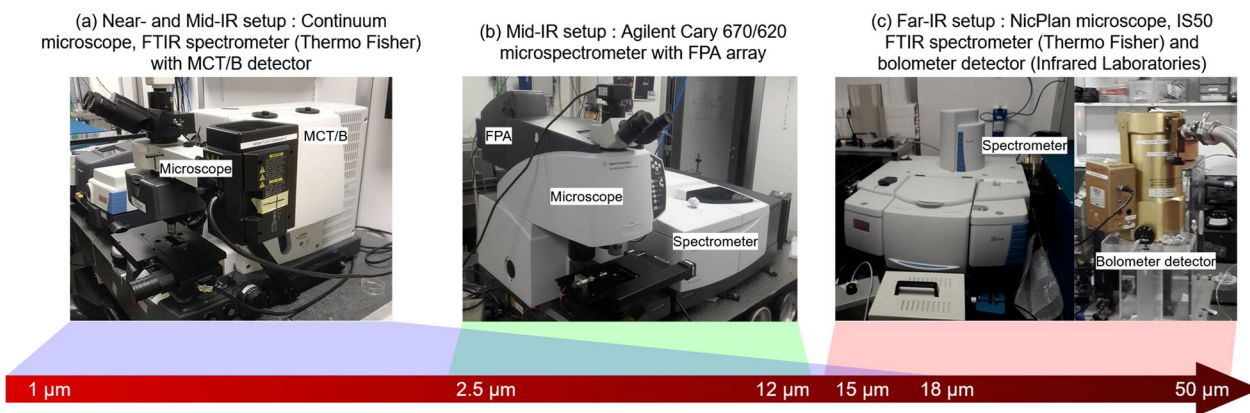 (a) Near- and Mid-IR setup : Continuum
microscope, FTIR spectrometer (Thermo Fisher)
with MCT/B detector
(b) Mid-IR setup : Agilent Cary 670/620
microspectrometer with FPA array
(c) Far-IR setup : NicPlan microscope, IS50
FTIR spectrometer (Thermo Fisher) and
bolometer detector (Infrared Laboratories)
MCT/B
Microscope
FPA
Microscope
Spectrometer
Spectrometer
Bolometer detector
1 µm
2.5 µm
12 µm
15 µm
18 µm
50 µm